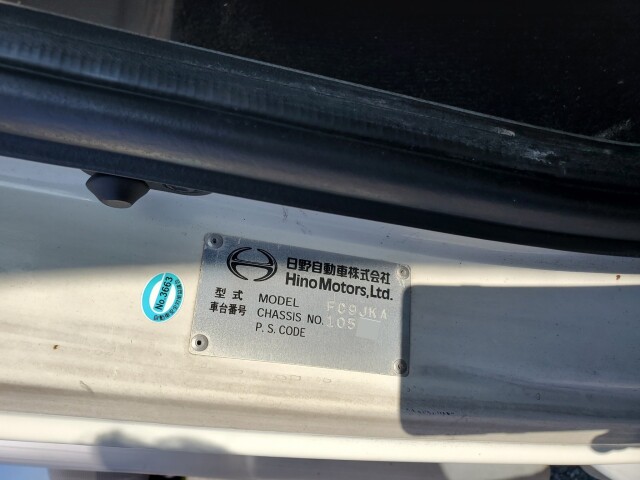 日野自動車株式会社
Hino Motors, Ltd.
型式 MODEL FC9JKA
車台番号 CHASSIS NO. 105
P. S. CODE
No.3663